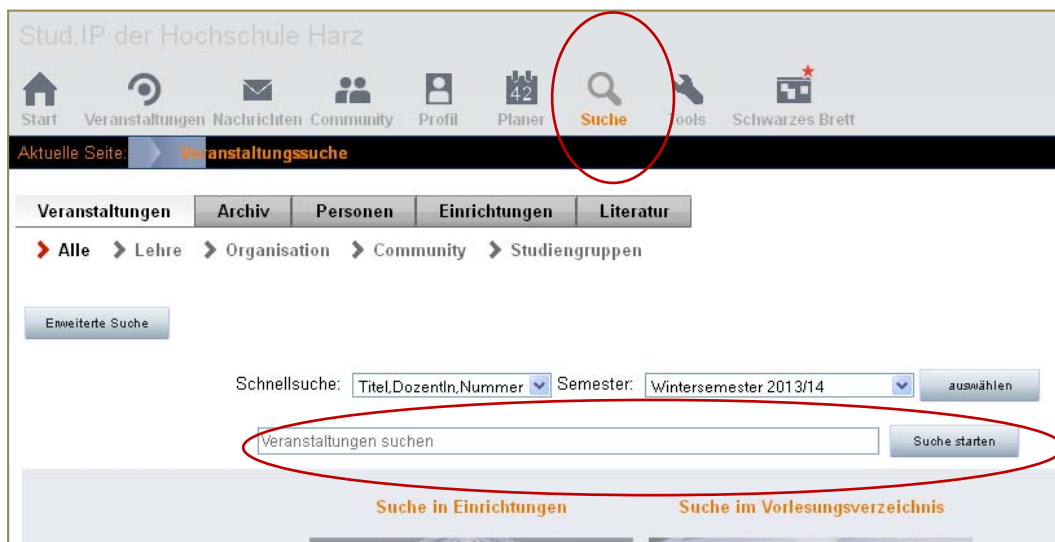 Stud.IP der Hochschule Harz
42
Start Veranstaltungen Nachrichten Community Profil Planer Suche Tools Schwarzes Brett
Aktuelle Seite: Veranstaltungssuche
Veranstaltungen Archiv Personen Einrichtungen Literatur
Alle Lehre Organisation Community Studiengruppen
Erweiterte Suche
Schnellsuche: Titel,DozentIn,Nummer Semester: Wintersemester 2013/14 auswählen
Veranstaltungen suchen Suche starten
Suche in Einrichtungen Suche im Vorlesungsverzeichnis